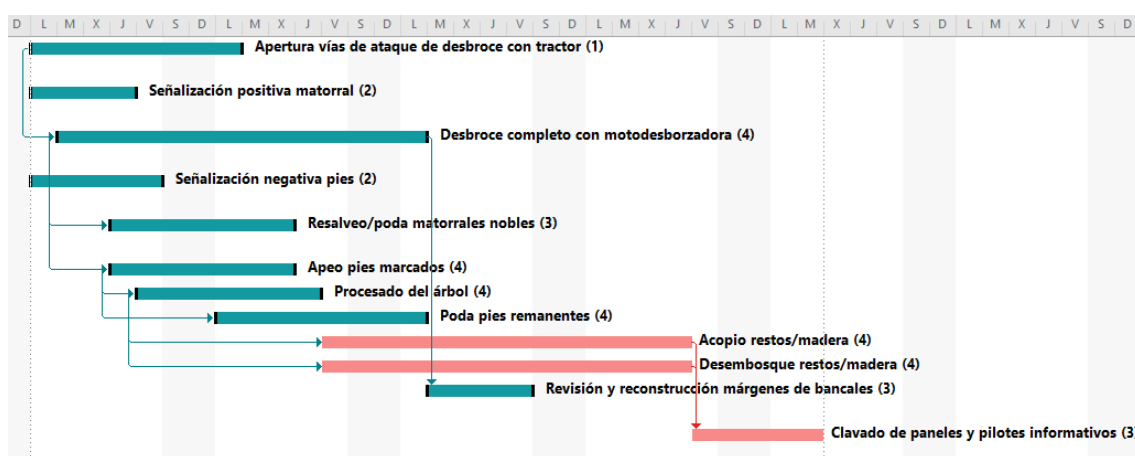 D L M X J V S D L M X J V S D L M X J V S D L M X J V S D L M X J V S D L M X J V S D
Apertura vías de ataque de desbroce con tractor (1)
Señalización positiva matorral (2)
Desbroce completo con motodesborzadora (4)
Señalización negativa pies (2)
Resalveo/poda matorrales nobles (3)
Apeo pies marcados (4)
Procesado del árbol (4)
Poda pies remanentes (4)
Acopio restos/madera (4)
Desembosque restos/madera (4)
Revisión y reconstrucción márgenes de bancales (3)
Clavado de paneles y pilotes informativos (3)